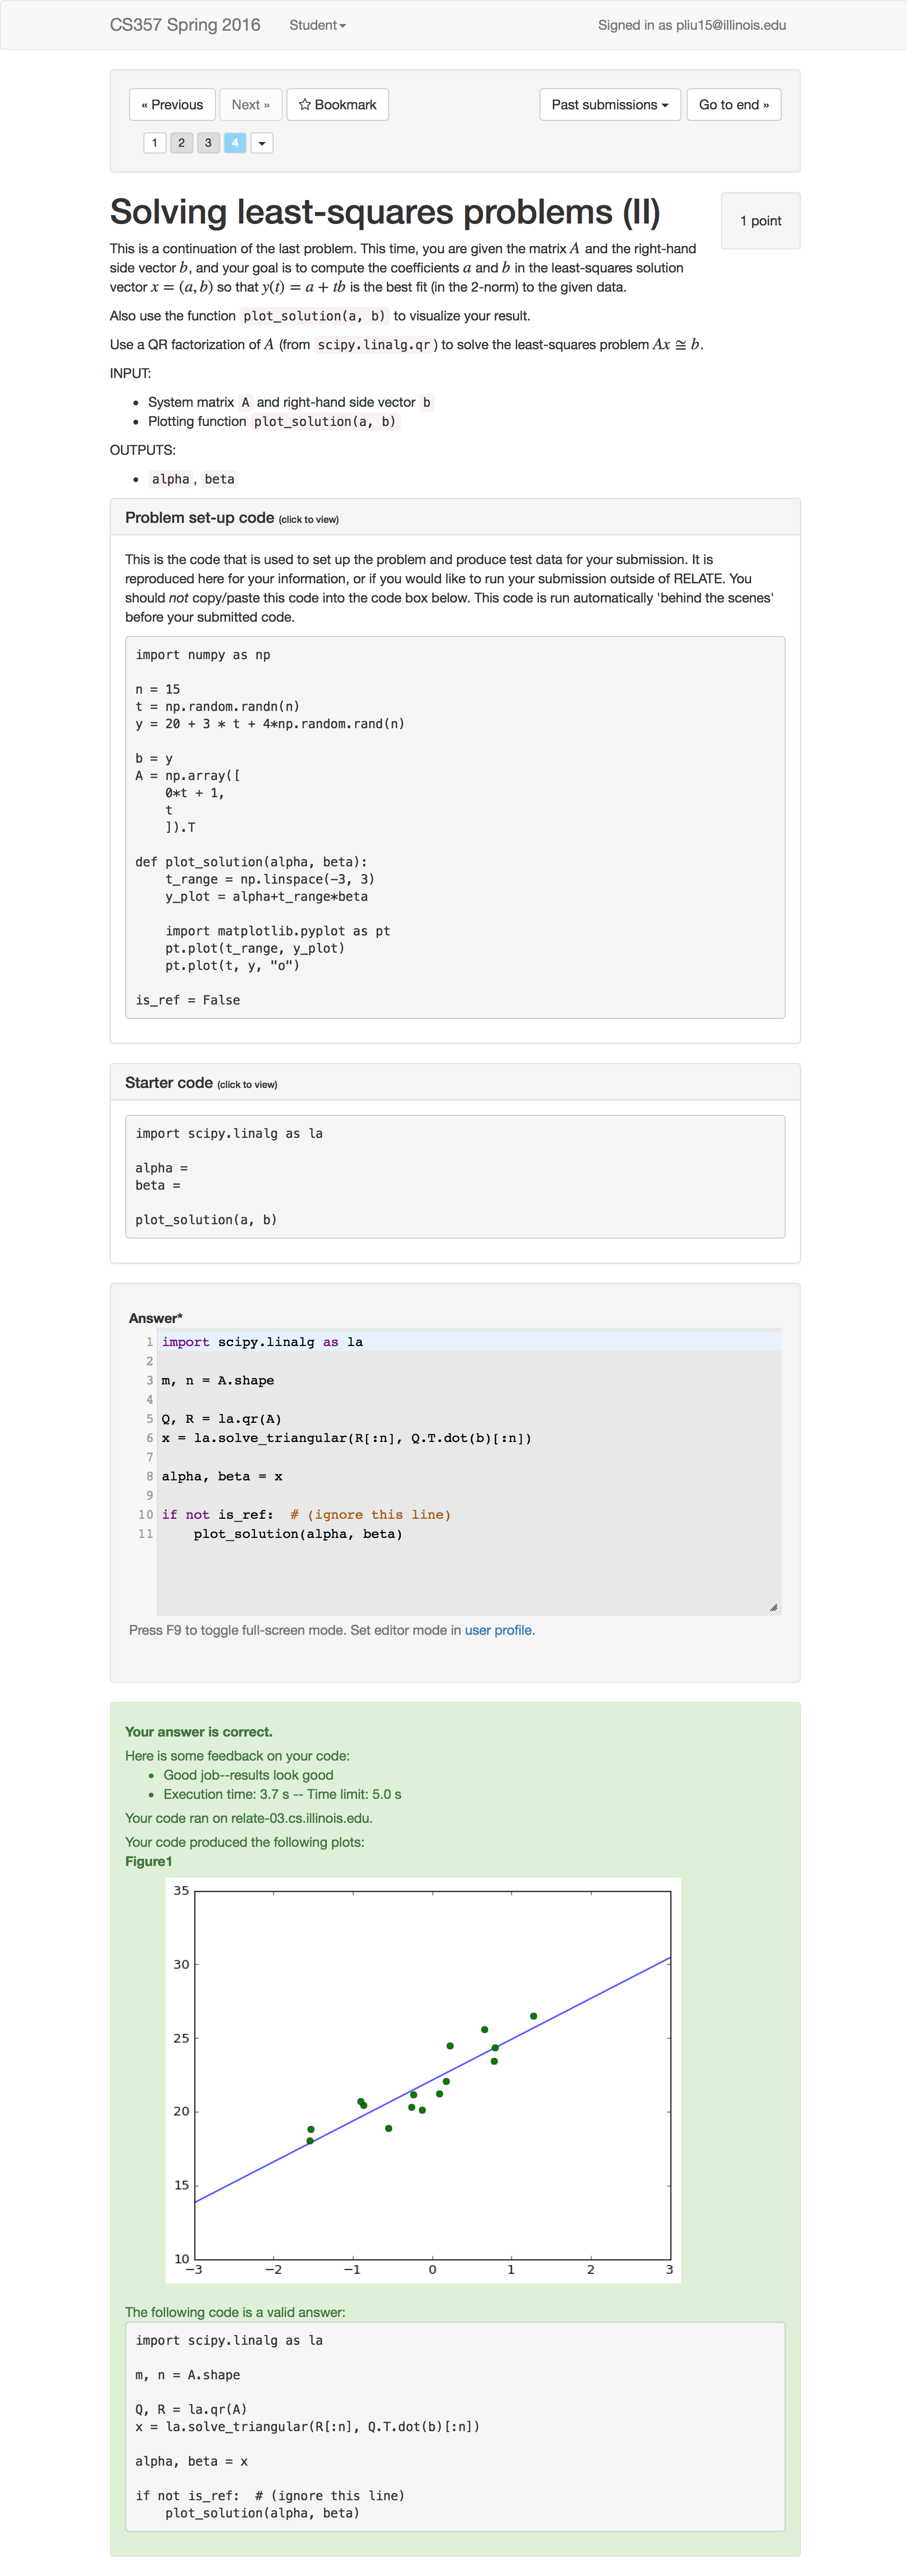 CS357 Spring 2016 Student Signed in as pliu15@illinois.edu
« Previous Next » Bookmark Past submissions Go to end »
1 2 3 4
Solving least-squares problems (II)
1 point
This is a continuation of the last problem. This time, you are given the matrix A and the right-hand
side vector b, and your goal is to compute the coefficients a and b in the least-squares solution
vector x = (a, b) so that y(t) = a + tb is the best fit (in the 2-norm) to the given data.
Also use the function plot_solution(a, b) to visualize your result.
Use a QR factorization of A (from scipy.linalg.qr) to solve the least-squares problem Ax ≅ b.
INPUT:
• System matrix A and right-hand side vector b
• Plotting function plot_solution(a, b)
OUTPUTS:
• alpha, beta
Problem set-up code (click to view)
This is the code that is used to set up the problem and produce test data for your submission. It is
reproduced here for your information, or if you would like to run your submission outside of RELATE. You
should not copy/paste this code into the code box below. This code is run automatically 'behind the scenes'
before your submitted code.
import numpy as np
n = 15
t = np.random.randn(n)
y = 20 + 3 * t + 4*np.random.rand(n)
b = y
A = np.array([
0*t + 1,
t
]).T
def plot_solution(alpha, beta):
t_range = np.linspace(-3, 3)
y_plot = alpha+t_range*beta
import matplotlib.pyplot as pt
pt.plot(t_range, y_plot)
pt.plot(t, y, "o")
is_ref = False
Starter code (click to view)
import scipy.linalg as la
alpha =
beta =
plot_solution(a, b)
Answer*
1 import scipy.linalg as la
2
3 m, n = A.shape
4
5 Q, R = la.qr(A)
6 x = la.solve_triangular(R[:n], Q.T.dot(b)[:n])
7
8 alpha, beta = x
9
10 if not is_ref: # (ignore this line)
11 plot_solution(alpha, beta)
Press F9 to toggle full-screen mode. Set editor mode in user profile.
Your answer is correct.
Here is some feedback on your code:
• Good job--results look good
• Execution time: 3.7 s -- Time limit: 5.0 s
Your code ran on relate-03.cs.illinois.edu.
Your code produced the following plots:
Figure1
35
30
25
20
15
10
−3 −2 −1 0 1 2 3
The following code is a valid answer:
import scipy.linalg as la
m, n = A.shape
Q, R = la.qr(A)
x = la.solve_triangular(R[:n], Q.T.dot(b)[:n])
alpha, beta = x
if not is_ref: # (ignore this line)
plot_solution(alpha, beta)